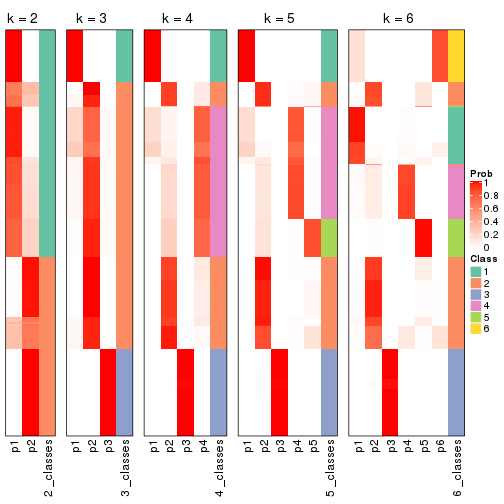 k = 2
k = 3
k = 4
k = 5
k = 6
Prob
1
0.8
0.6
0.4
0.2
0
Class
1
2
3
4
5
6
p1
p2
2_classes
p1
p2
p3
3_classes
p1
p2
p3
p4
4_classes
p1
p2
p3
p4
p5
5_classes
p1
p2
p3
p4
p5
p6
6_classes